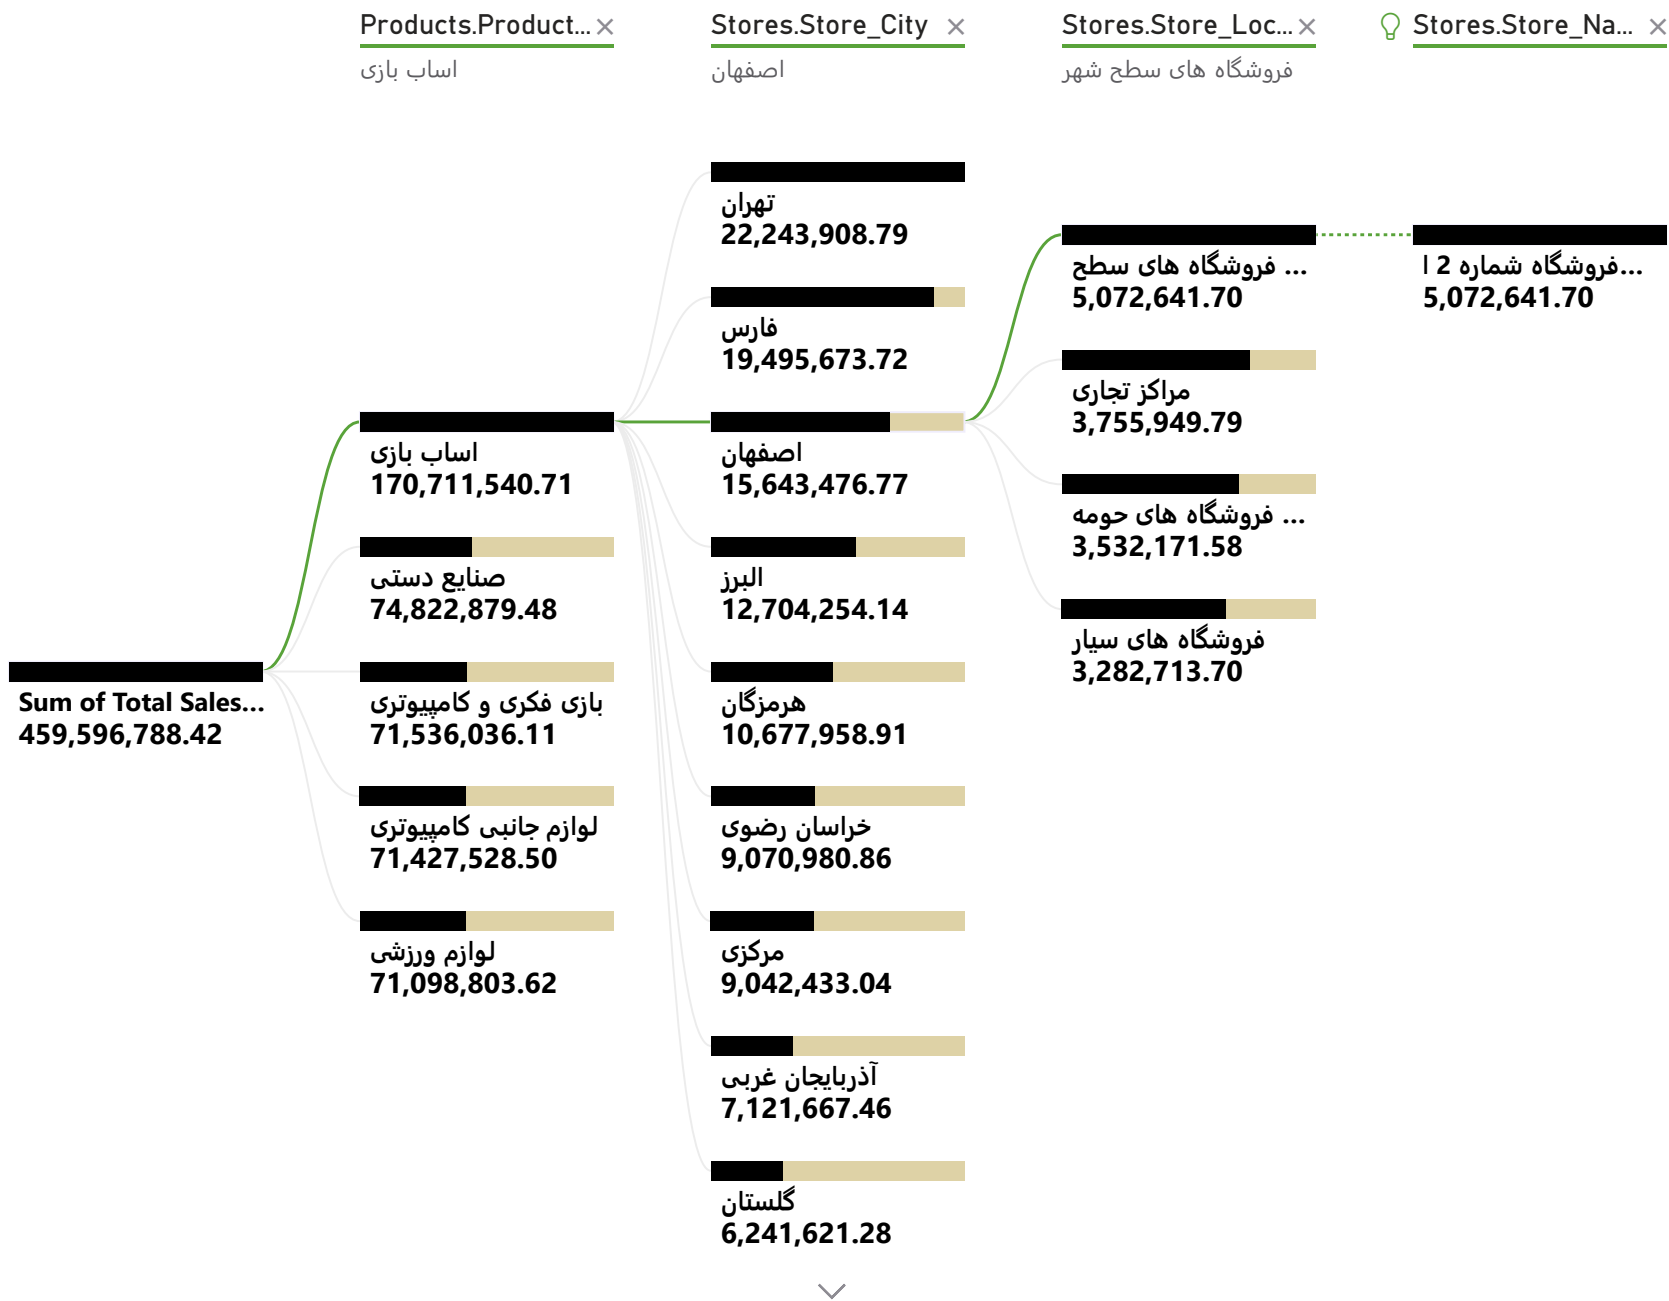 Products.Product...
Stores.Store_City
Stores.Store_Loc...
Stores.Store_Na...
اساب بازی
اصفهان
فروشگاه های سطح شهر
Sum of Total Sales...
459,596,788.42
اساب بازی
170,711,540.71
صنایع دستی
74,822,879.48
بازی فکری و کامپیوتری
71,536,036.11
لوازم جانبی کامپیوتری
71,427,528.50
لوازم ورزشی
71,098,803.62
تهران
22,243,908.79
فارس
19,495,673.72
اصفهان
15,643,476.77
البرز
12,704,254.14
هرمزگان
10,677,958.91
خراسان رضوی
9,070,980.86
مرکزی
9,042,433.04
آذربایجان غربی
7,121,667.46
گلستان
6,241,621.28
فروشگاه های سطح ...
5,072,641.70
مراکز تجاری
3,755,949.79
فروشگاه های حومه ...
3,532,171.58
فروشگاه های سیار
3,282,713.70
فروشگاه شماره 2 ا...
5,072,641.70